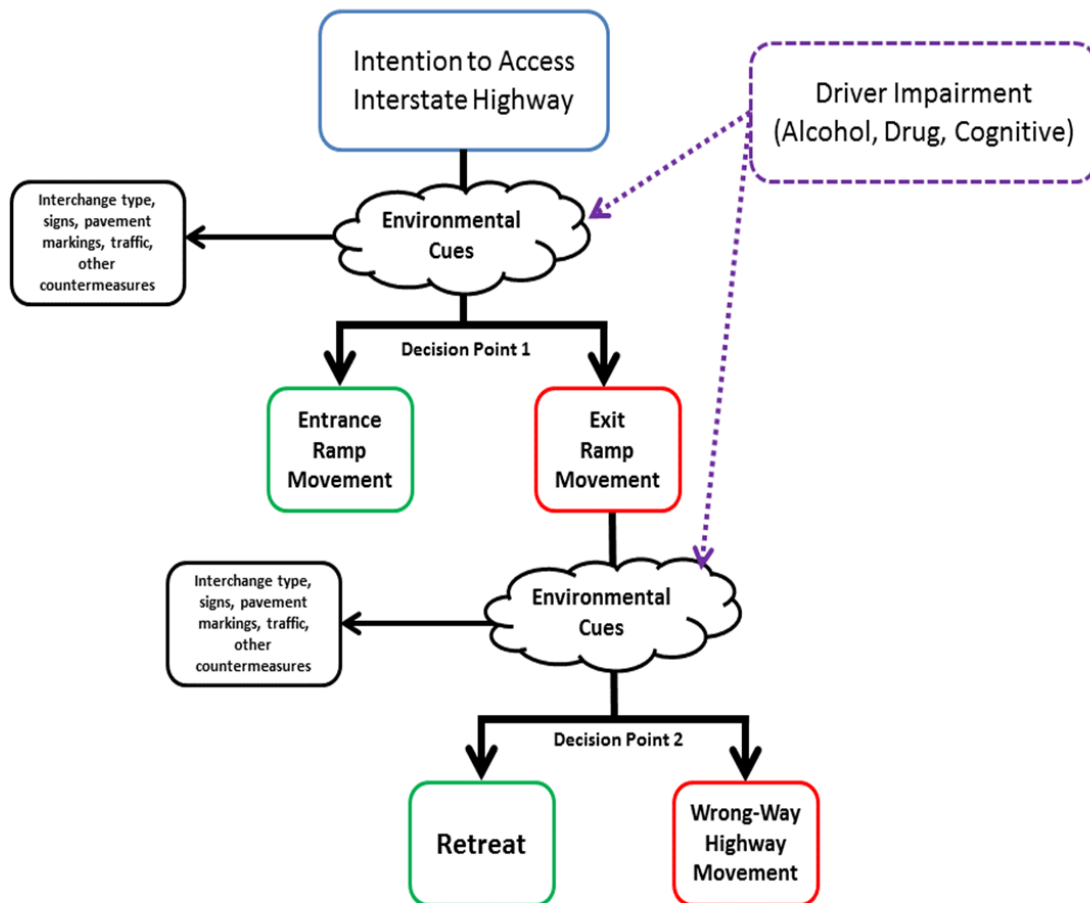 Intention to Access
Interstate Highway
Driver Impairment
(Alcohol, Drug, Cognitive)
Interchange type,
signs, pavement
markings, traffic,
other
countermeasures
Environmental
Cues
Decision Point 1
Entrance
Ramp
Movement
Exit
Ramp
Movement
Interchange type,
signs, pavement
markings, traffic,
other
countermeasures
Environmental
Cues
Decision Point 2
Retreat
Wrong-Way
Highway
Movement